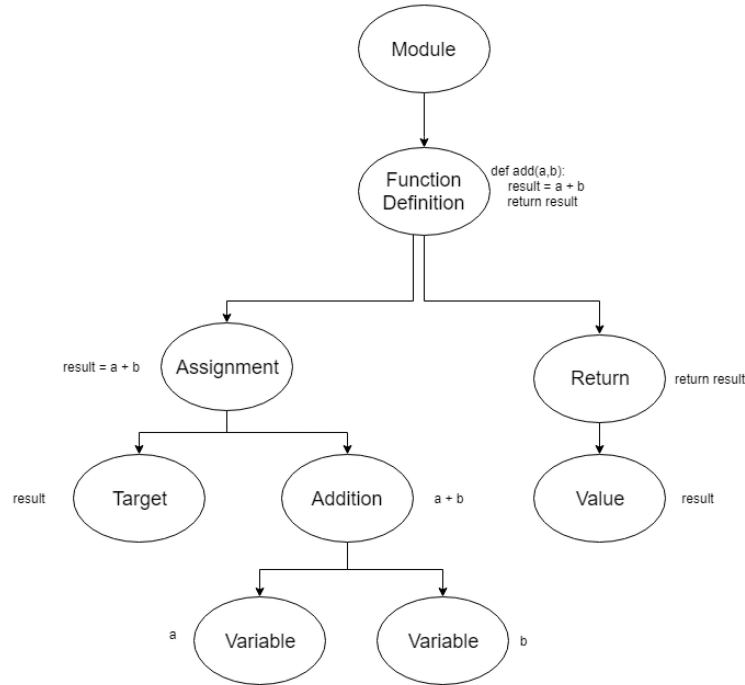 Module
Function
Definition
def add(a,b):
result = a + b
return result
result = a + b
Assignment
Return
return result
result
Target
Addition
a + b
Value
result
a
Variable
Variable
b